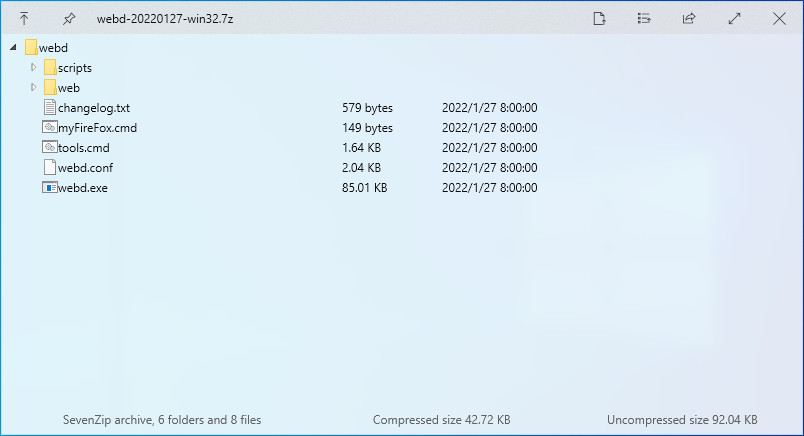 webd-20220127-win32.7z
webd
scripts
web
changelog.txt 579 bytes 2022/1/27 8:00:00
myFireFox.cmd 149 bytes 2022/1/27 8:00:00
tools.cmd 1.64 KB 2022/1/27 8:00:00
webd.conf 2.04 KB 2022/1/27 8:00:00
webd.exe 85.01 KB 2022/1/27 8:00:00
SevenZip archive, 6 folders and 8 files Compressed size 42.72 KB Uncompressed size 92.04 KB